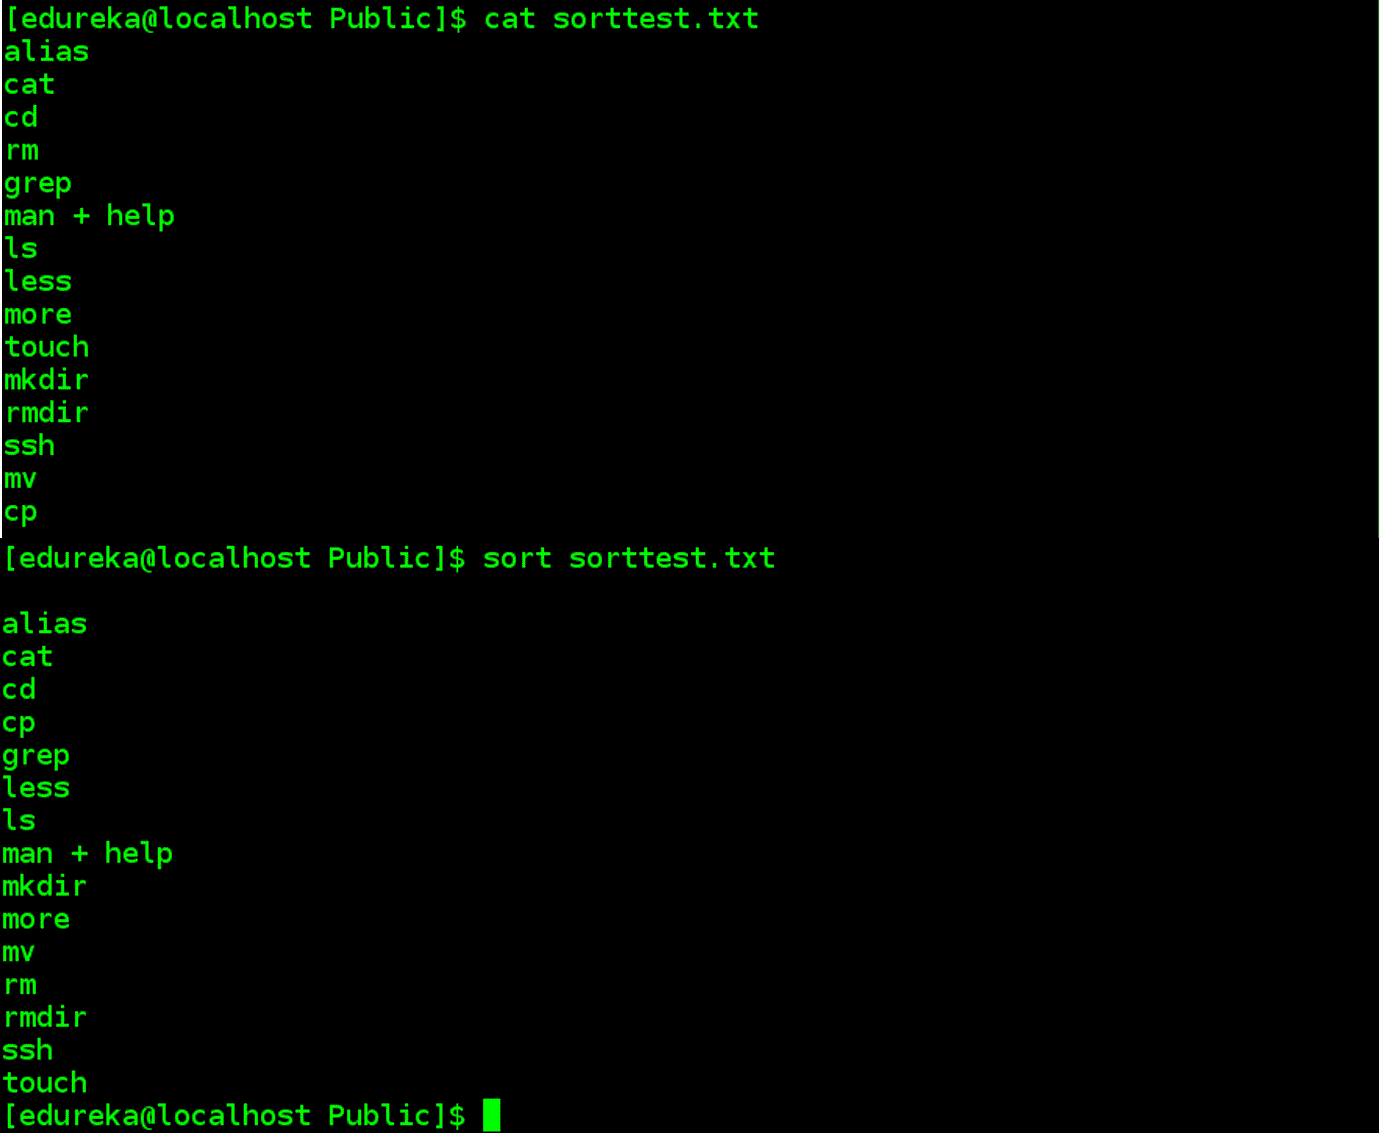 [edureka@localhost Public]$ cat sorttest.txt
alias
cat
cd
rm
grep
man + help
ls
less
more
touch
mkdir
rmdir
ssh
mv
cp
[edureka@localhost Public]$ sort sorttest.txt

alias
cat
cd
cp
grep
less
ls
man + help
mkdir
more
mv
rm
rmdir
ssh
touch
[edureka@localhost Public]$